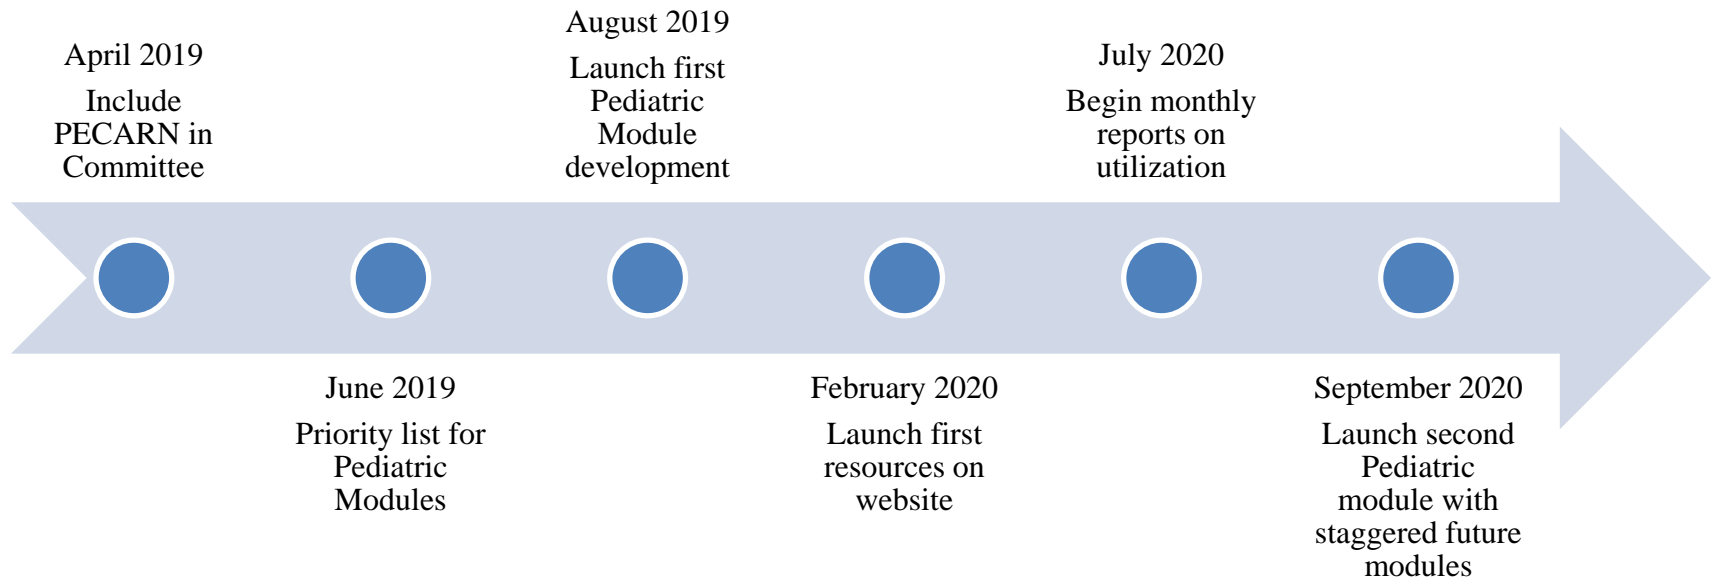 April 2019
Include
PECARN in
Committee
June 2019
Priority list for
Pediatric
Modules
August 2019
Launch first
Pediatric
Module
development
February 2020
Launch first
resources on
website
July 2020
Begin monthly
reports on
utilization
September 2020
Launch second
Pediatric
module with
staggered future
modules